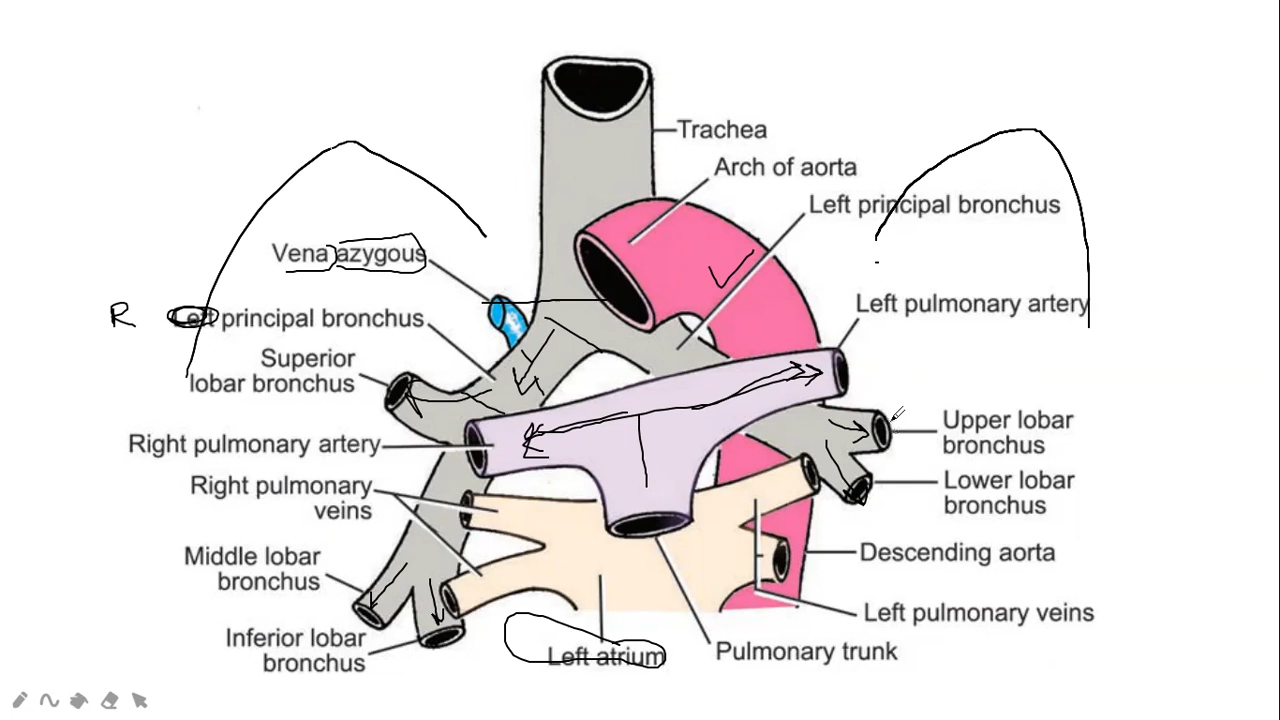 Trachea
Arch of aorta
Left principal bronchus
Vena azygous
Left pulmonary artery
R
Left principal bronchus
Superior
lobar bronchus
Upper lobar
bronchus
Right pulmonary artery
Lower lobar
bronchus
Right pulmonary
veins
Middle lobar
bronchus
Descending aorta
Left pulmonary veins
Inferior lobar
bronchus
Left atrium
Pulmonary trunk